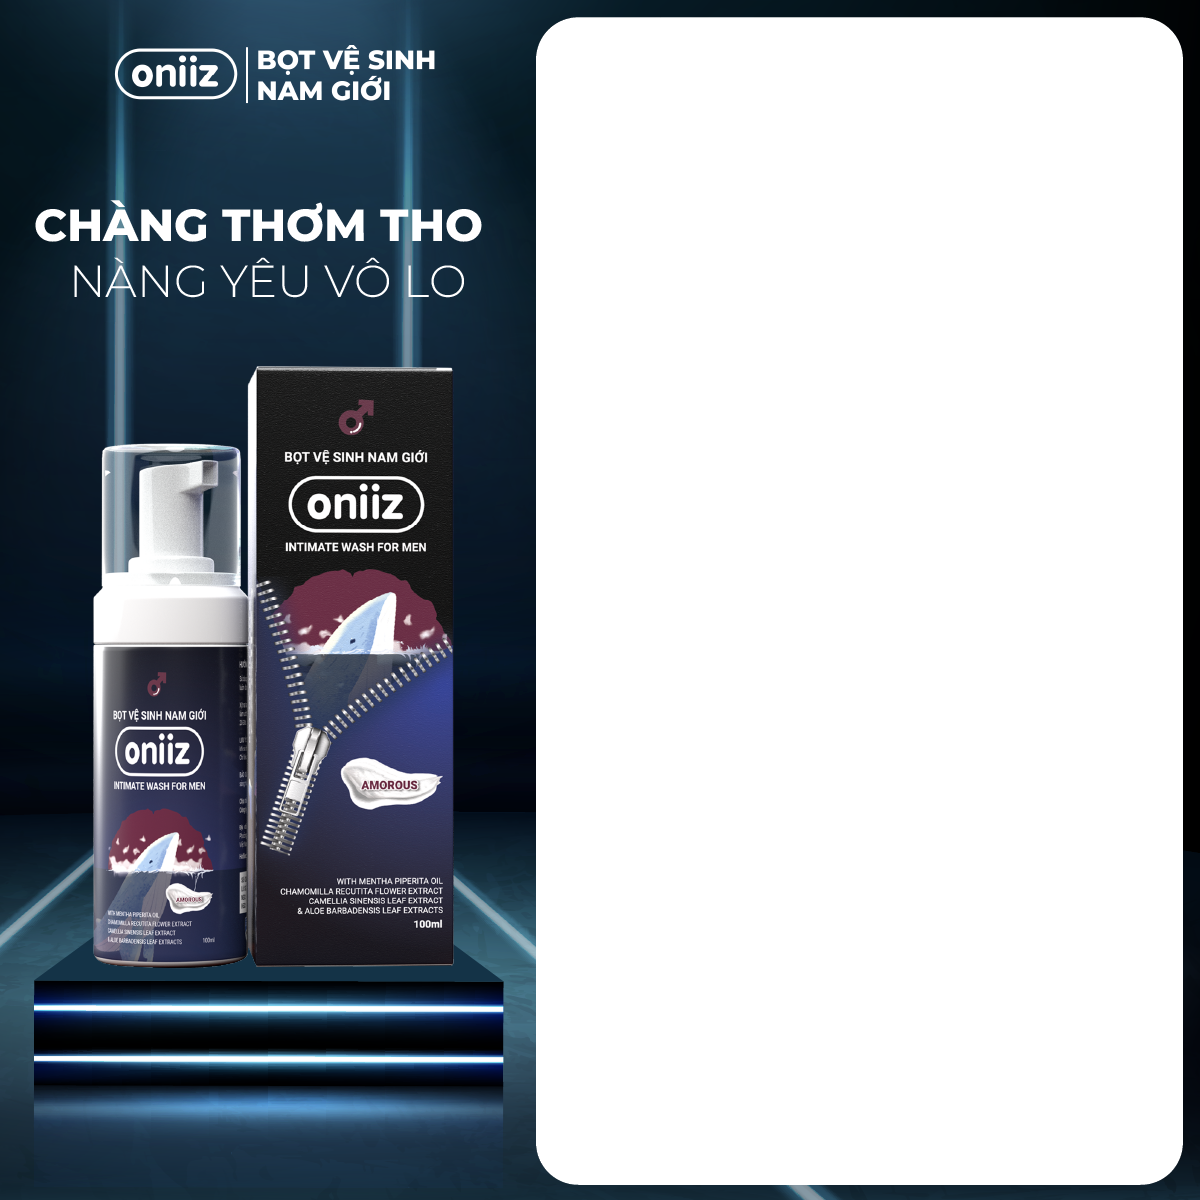 oniiz
BỌT VỆ SINH
NAM GIỚI
CHÀNG THƠM THO
NÀNG YÊU VÔ LO
BỌT VỆ SINH NAM GIỚI
oniiz
INTIMATE WASH FOR MEN
AMOROUS
WITH MENTHA PIPERITA OIL
CHAMOMILLA RECUTITA FLOWER EXTRACT
CAMELLIA SINENSIS LEAF EXTRACT
& ALOE BARBADENSIS LEAF EXTRACTS
100ml
BỌT VỆ SINH NAM GIỚI
oniiz
INTIMATE WASH FOR MEN
AMOROUS
WITH MENTHA PIPERITA OIL
CHAMOMILLA RECUTITA FLOWER EXTRACT
CAMELLIA SINENSIS LEAF EXTRACT
& ALOE BARBADENSIS LEAF EXTRACTS
100ml